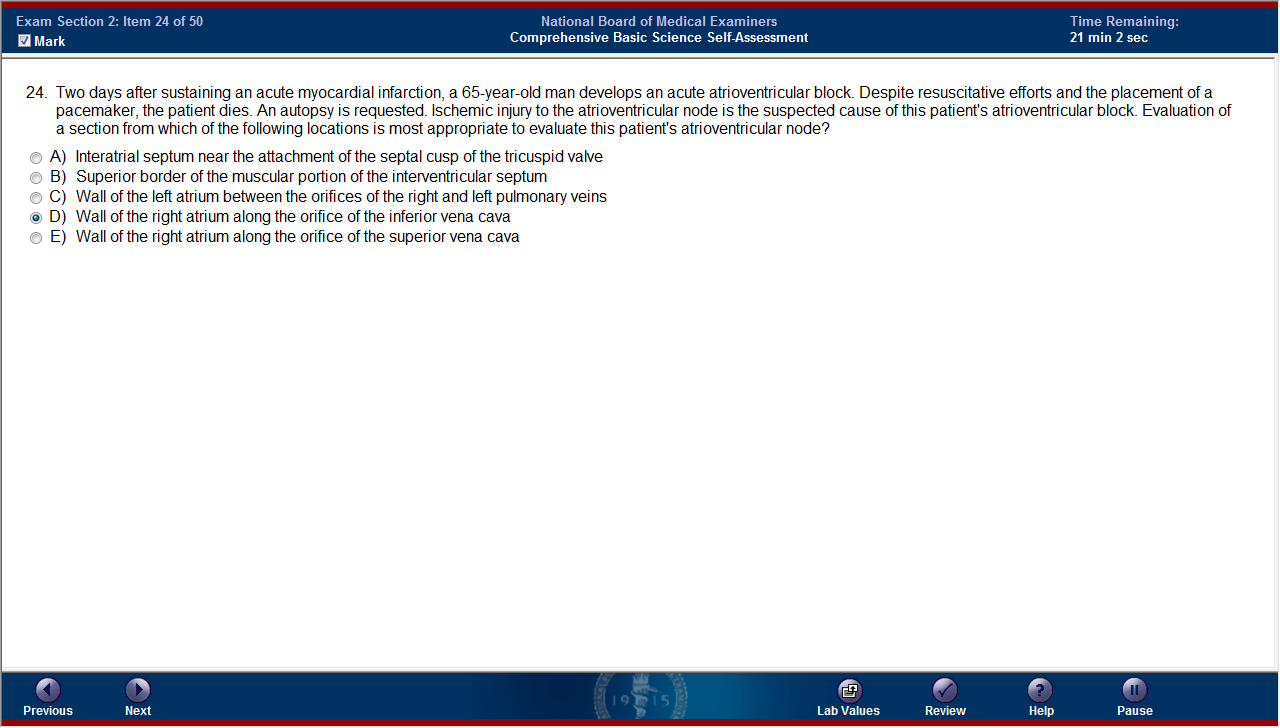 Exam Section 2: Item 24 of 50
National Board of Medical Examiners
Time Remaining:
Mark
Comprehensive Basic Science Self-Assessment
21 min 2 sec
24. Two days after sustaining an acute myocardial infarction, a 65-year-old man develops an acute atrioventricular block. Despite resuscitative efforts and the placement of a
pacemaker, the patient dies. An autopsy is requested. Ischemic injury to the atrioventricular node is the suspected cause of this patient's atrioventricular block. Evaluation of
a section from which of the following locations is most appropriate to evaluate this patient's atrioventricular node?
A) Interatrial septum near the attachment of the septal cusp of the tricuspid valve
B) Superior border of the muscular portion of the interventricular septum
C) Wall of the left atrium between the orifices of the right and left pulmonary veins
D) Wall of the right atrium along the orifice of the inferior vena cava
E) Wall of the right atrium along the orifice of the superior vena cava
19 15
Previous
Next
Lab Values
Review
Help
Pause